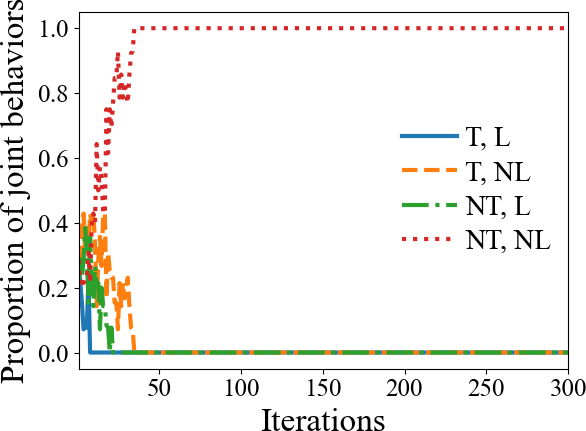 Proportion of joint behaviors
1.0
0.8
0.6
0.4
0.2
0.0
T, L
T, NL
NT, L
NT, NL
50
100
150
200
250
300
Iterations